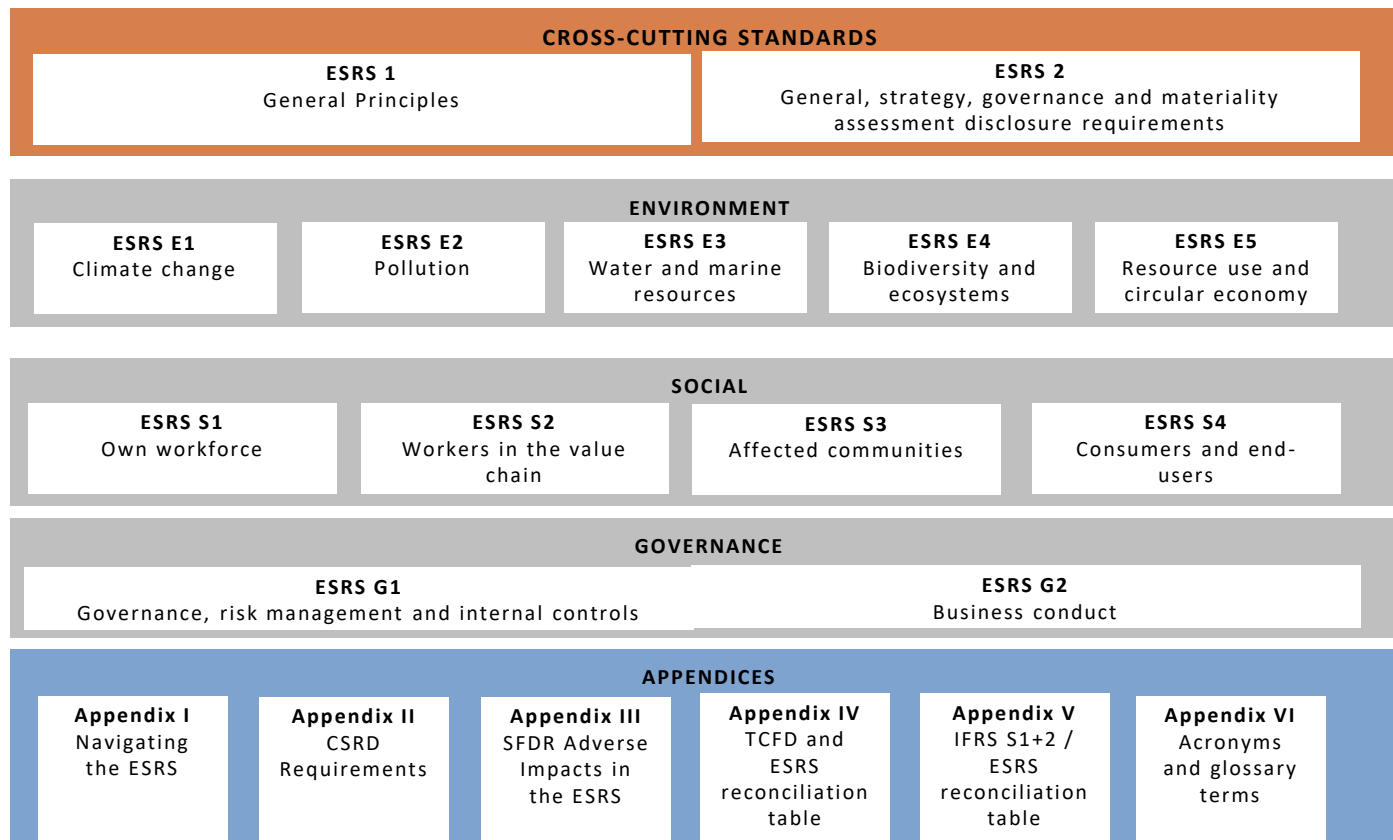 CROSS-CUTTING STANDARDS
ESRS 1
General Principles
ESRS 2
General, strategy, governance and materiality
assessment disclosure requirements
ENVIRONMENT
ESRS E1
Climate change
ESRS E2
Pollution
ESRS E3
Water and marine
resources
ESRS E4
Biodiversity and
ecosystems
ESRS E5
Resource use and
circular economy
SOCIAL
ESRS S1
Own workforce
ESRS S2
Workers in the value
chain
ESRS S3
Affected communities
ESRS S4
Consumers and end-
users
GOVERNANCE
ESRS G1
Governance, risk management and internal controls
ESRS G2
Business conduct
APPENDICES
Appendix I
Navigating
the ESRS
Appendix II
CSRD
Requirements
Appendix III
SFDR Adverse
Impacts in
the ESRS
Appendix IV
TCFD and
ESRS
reconciliation
table
Appendix V
IFRS S1+2 /
ESRS
reconciliation
table
Appendix VI
Acronyms
and glossary
terms